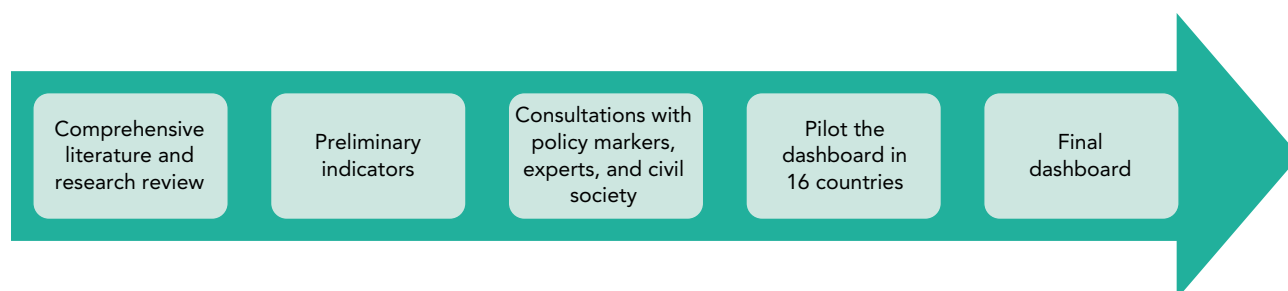 Comprehensive
literature and
research review
Preliminary
indicators
Consultations with
policy markers,
experts, and civil
society
Pilot the
dashboard in
16 countries
Final
dashboard